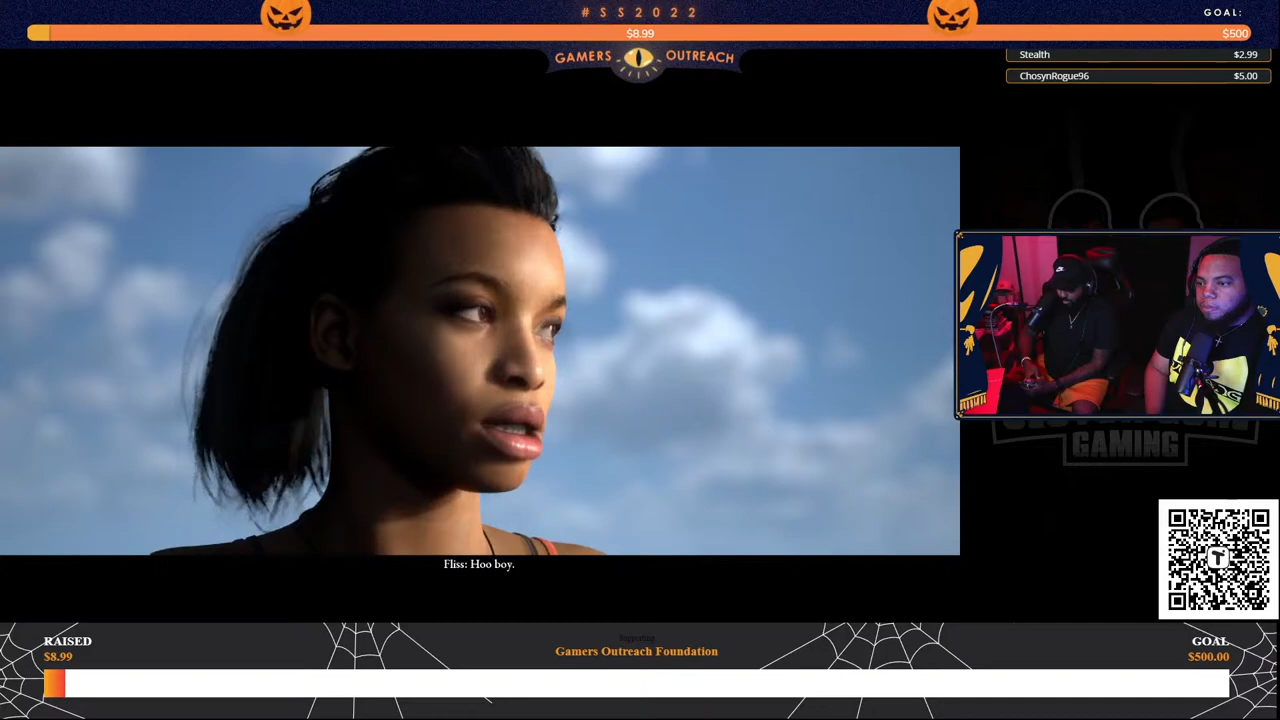 #SS2022
GOAL:
$8.99
$500
GAMERS OUTREACH
Stealth $2.99
ChosynRogue96 $5.00
GAMING
Fliss: Hoo boy.
RAISED
$8.99
Supporting
Gamers Outreach Foundation
GOAL
$500.00